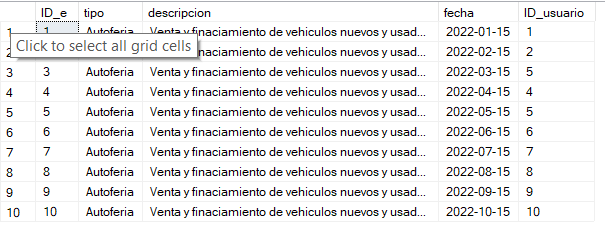 ID_e tipo descripcion fecha ID_usuario
1 1 Autoferia Venta y finaciamiento de vehiculos nuevos y usad... 2022-01-15 1
Click to select all grid cells
2 Autoferia Venta y finaciamiento de vehiculos nuevos y usad... 2022-02-15 2
3 3 Autoferia Venta y finaciamiento de vehiculos nuevos y usad... 2022-03-15 5
4 4 Autoferia Venta y finaciamiento de vehiculos nuevos y usad... 2022-04-15 4
5 5 Autoferia Venta y finaciamiento de vehiculos nuevos y usad... 2022-05-15 5
6 6 Autoferia Venta y finaciamiento de vehiculos nuevos y usad... 2022-06-15 6
7 7 Autoferia Venta y finaciamiento de vehiculos nuevos y usad... 2022-07-15 7
8 8 Autoferia Venta y finaciamiento de vehiculos nuevos y usad... 2022-08-15 8
9 9 Autoferia Venta y finaciamiento de vehiculos nuevos y usad... 2022-09-15 9
10 10 Autoferia Venta y finaciamiento de vehiculos nuevos y usad... 2022-10-15 10